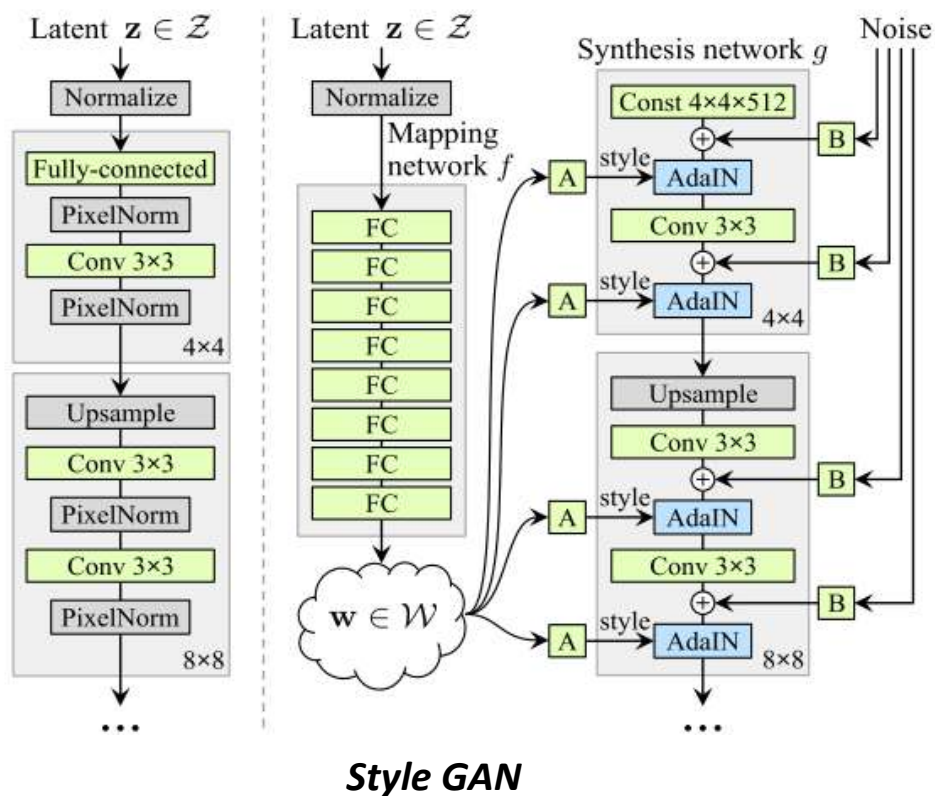 Latent z ∈ Z
Normalize
Fully-connected
PixelNorm
Conv 3×3
PixelNorm
4×4
Upsample
Conv 3×3
PixelNorm
Conv 3×3
PixelNorm
8×8
...
Latent z ∈ Z
Normalize
Mapping
network f
FC
FC
FC
FC
FC
FC
FC
FC
w ∈ W
A
style
A
style
A
style
A
style
Synthesis network g
Noise
Const 4×4×512
+
B
AdaIN
Conv 3×3
+
B
AdaIN
4×4
Upsample
Conv 3×3
+
B
AdaIN
Conv 3×3
+
B
AdaIN
8×8
...
Style GAN